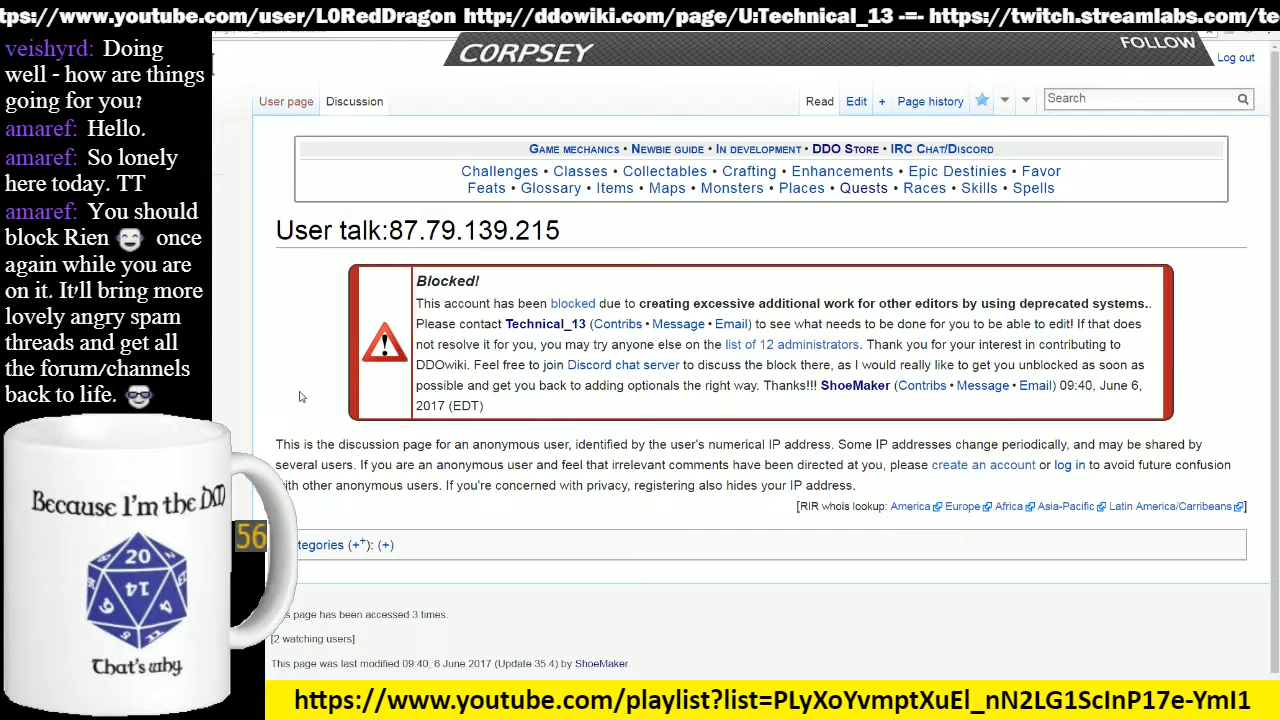 ttps://www.youtube.com/user/L0RedDragon http://ddowiki.com/page/U:Technical_13 -=- https://twitch.streamlabs.com/te
veishyrd: Doing
well - how are things
going for you?
amaref: Hello.
amaref: So lonely
here today. TT
amaref: You should
block Rien once
again while you are
on it. It'll bring more
lovely angry spam
threads and get all
the forum/channels
back to life.
Because I'm the DM
20
14
That's why.
56
CORPSEY
FOLLOW
Log out
User page Discussion
Read Edit + Page history Search
Game mechanics • Newbie guide • In development • DDO Store • IRC Chat/Discord
Challenges • Classes • Collectables • Crafting • Enhancements • Epic Destinies • Favor
Feats • Glossary • Items • Maps • Monsters • Places • Quests • Races • Skills • Spells
User talk:87.79.139.215
Blocked!
This account has been blocked due to creating excessive additional work for other editors by using deprecated systems..
Please contact Technical_13 (Contribs • Message • Email) to see what needs to be done for you to be able to edit! If that does
not resolve it for you, you may try anyone else on the list of 12 administrators. Thank you for your interest in contributing to
DDOwiki. Feel free to join Discord chat server to discuss the block there, as I would really like to get you unblocked as soon as
possible and get you back to adding optionals the right way. Thanks!!! ShoeMaker (Contribs • Message • Email) 09:40, June 6,
2017 (EDT)
This is the discussion page for an anonymous user, identified by the user's numerical IP address. Some IP addresses change periodically, and may be shared by
several users. If you are an anonymous user and feel that irrelevant comments have been directed at you, please create an account or log in to avoid future confusion
with other anonymous users. If you're concerned with privacy, registering also hides your IP address.
[RIR whois lookup: America Europe Africa Asia-Pacific Latin America/Carribeans]
tegories (+⁺): (+)
s page has been accessed 3 times.
[2 watching users]
This page was last modified 09:40, 6 June 2017 (Update 35.4) by ShoeMaker.
https://www.youtube.com/playlist?list=PLyXoYvmptXuEl_nN2LG1ScInP17e-YmI1